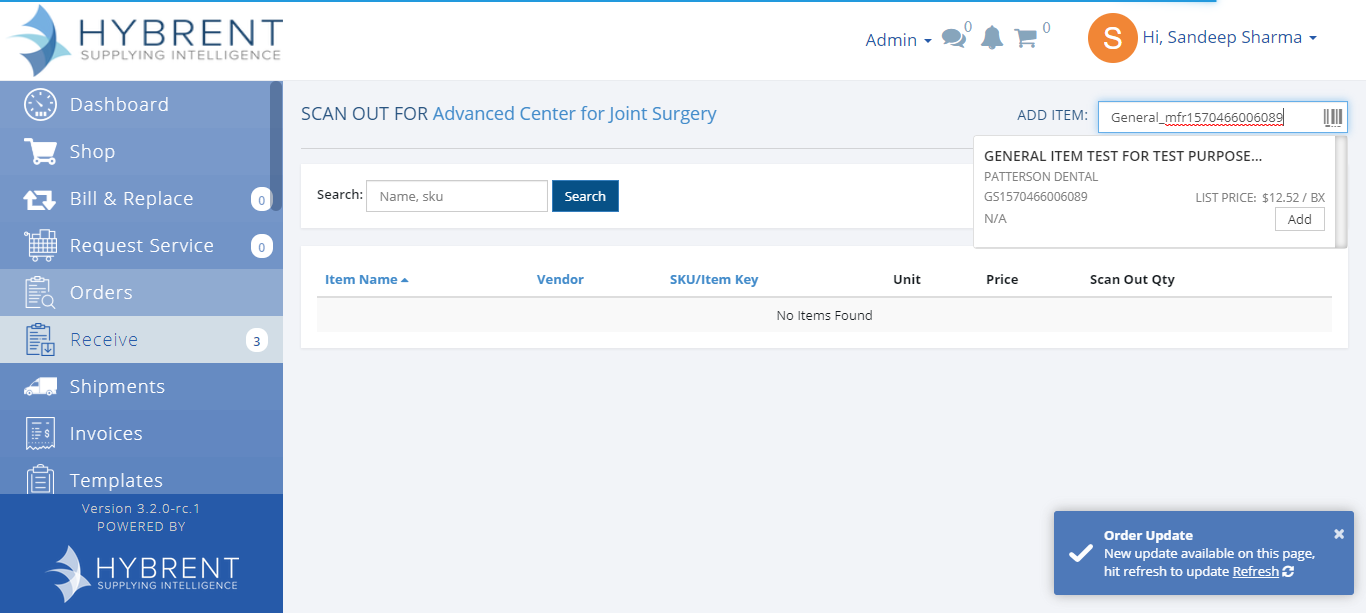 HYBRENT
SUPPLYING INTELLIGENCE
Admin
0
0
S
Hi, Sandeep Sharma
Dashboard
Shop
Bill & Replace 0
Request Service 0
Orders
Receive 3
Shipments
Invoices
Templates
Version 3.2.0-rc.1
POWERED BY
HYBRENT
SUPPLYING INTELLIGENCE
SCAN OUT FOR Advanced Center for Joint Surgery
ADD ITEM: General_mfr1570466006089
GENERAL ITEM TEST FOR TEST PURPOSE...
PATTERSON DENTAL
GS1570466006089 LIST PRICE: $12.52 / BX
N/A Add
Search: Name, sku Search
Item Name Vendor SKU/Item Key Unit Price Scan Out Qty
No Items Found
Order Update ×
New update available on this page,
hit refresh to update Refresh